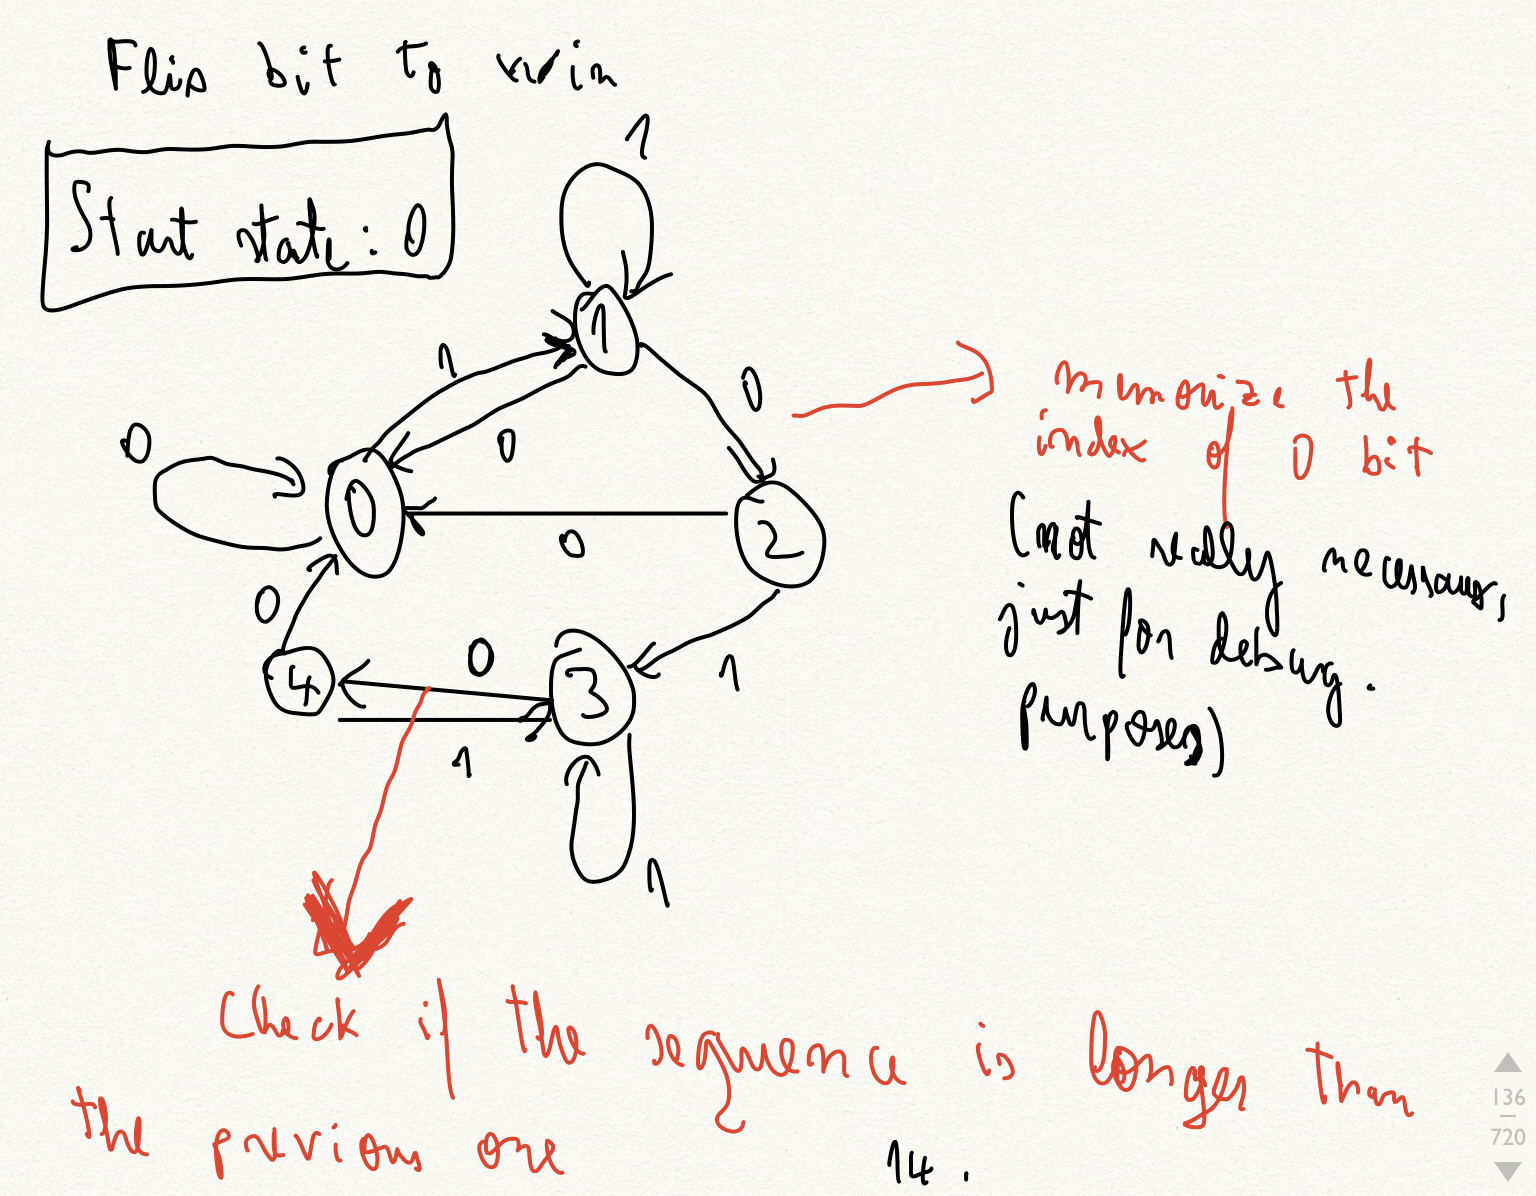 Flip bit to win
Start state: 0
1
1
1
0
0
0
0
0
2
0
0
4
0
3
1
1
1
memorize the
index of 0 bit
(not really necessary,
just for debug.
purposes)
Check if the sequence is longer than
the previous one
14.
136
720